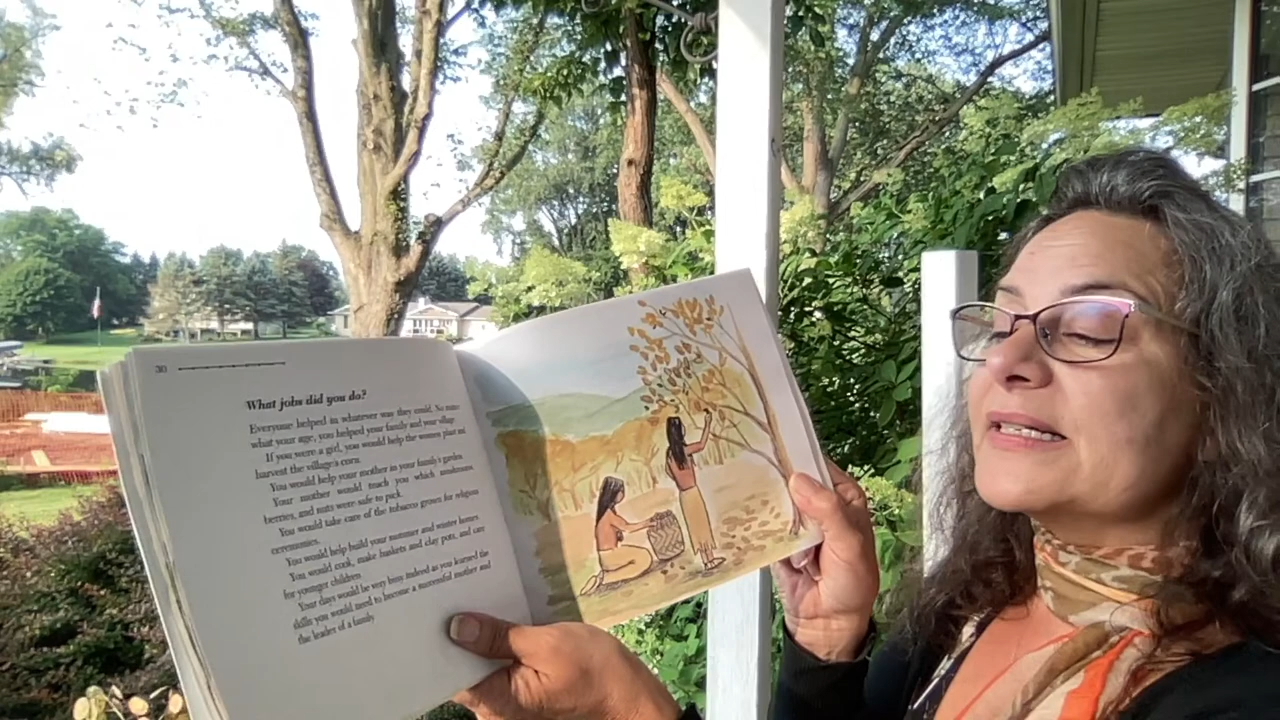 30
What jobs did you do?
Everyone helped in whatever way they could. No matter
what your age, you helped your family and your village.
If you were a girl, you would help the women plant and
harvest the village's corn.
You would help your mother in your family's garden.
Your mother would teach you which mushrooms,
berries, and nuts were safe to pick.
You would take care of the tobacco grown for religious
ceremonies.
You would help build your summer and winter homes.
You would cook, make baskets and clay pots, and care
for younger children.
Your days would be very busy indeed as you learned the
skills you would need to become a successful mother and
the leader of a family.